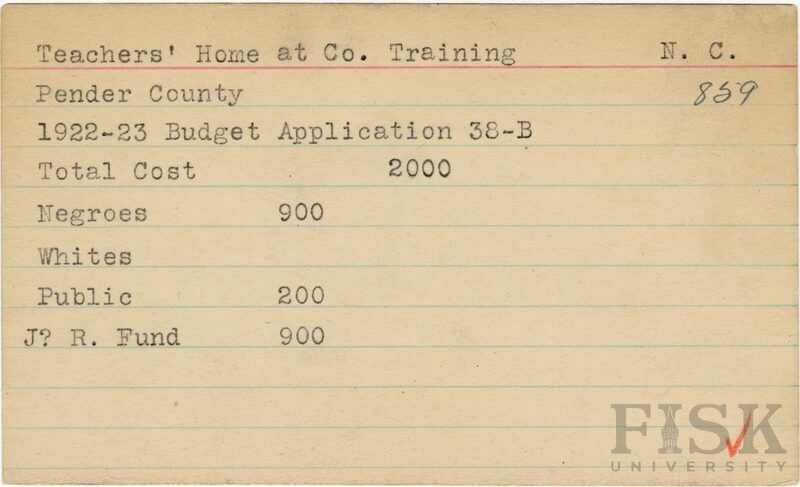 Teachers' Home at Co. Training N. C.
Pender County 859
1922-23 Budget Application 38-B
Total Cost 2000
Negroes 900
Whites
Public 200
J? R. Fund 900
FISK
UNIVERSITY